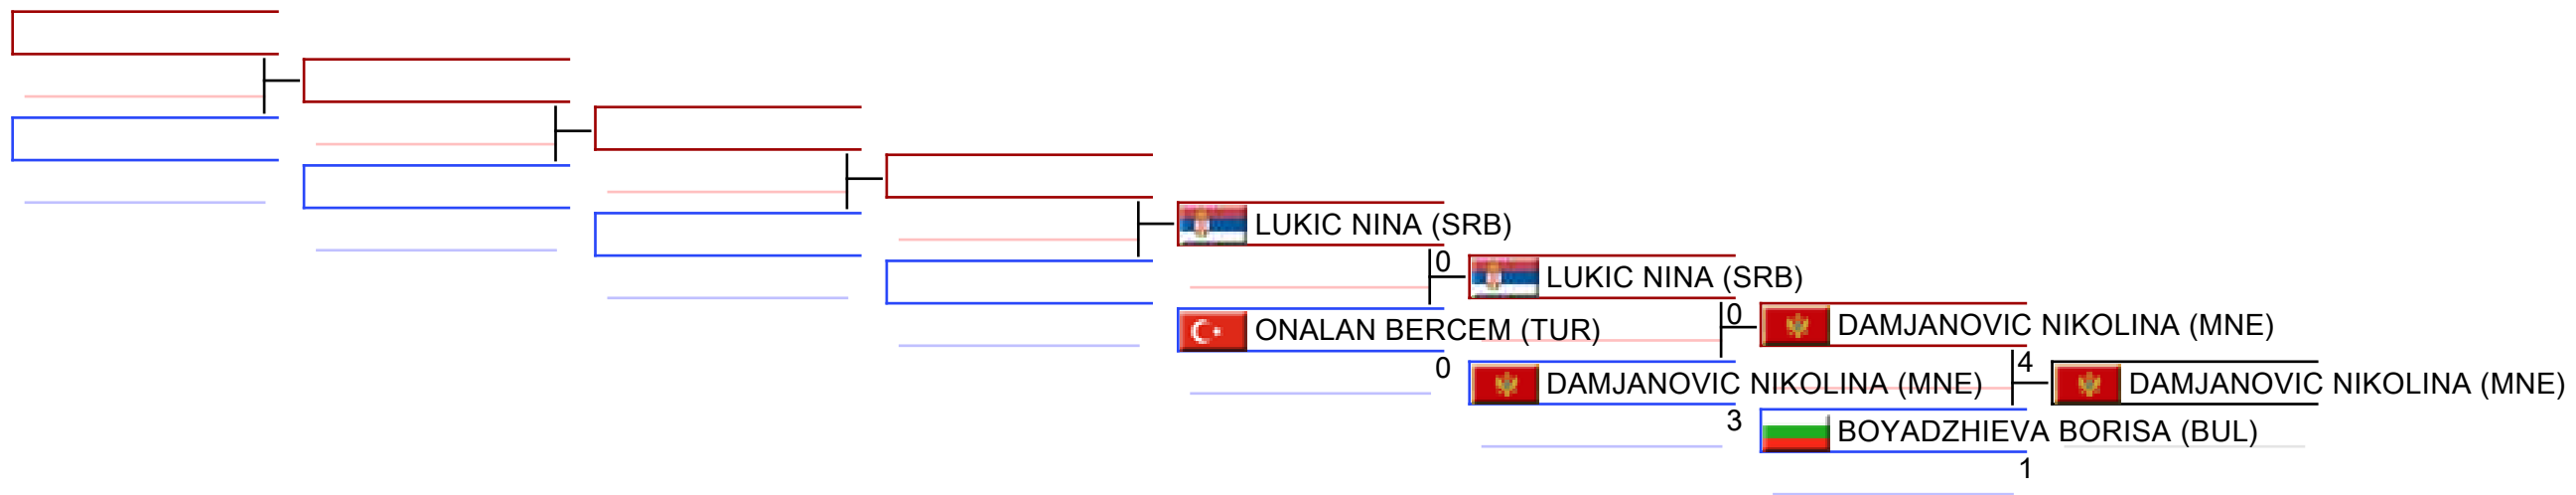 LUKIC NINA (SRB)
0
LUKIC NINA (SRB)
0
ONALAN BERCEM (TUR)
0
DAMJANOVIC NIKOLINA (MNE)
4
DAMJANOVIC NIKOLINA (MNE)
3
DAMJANOVIC NIKOLINA (MNE)
BOYADZHIEVA BORISA (BUL)
1